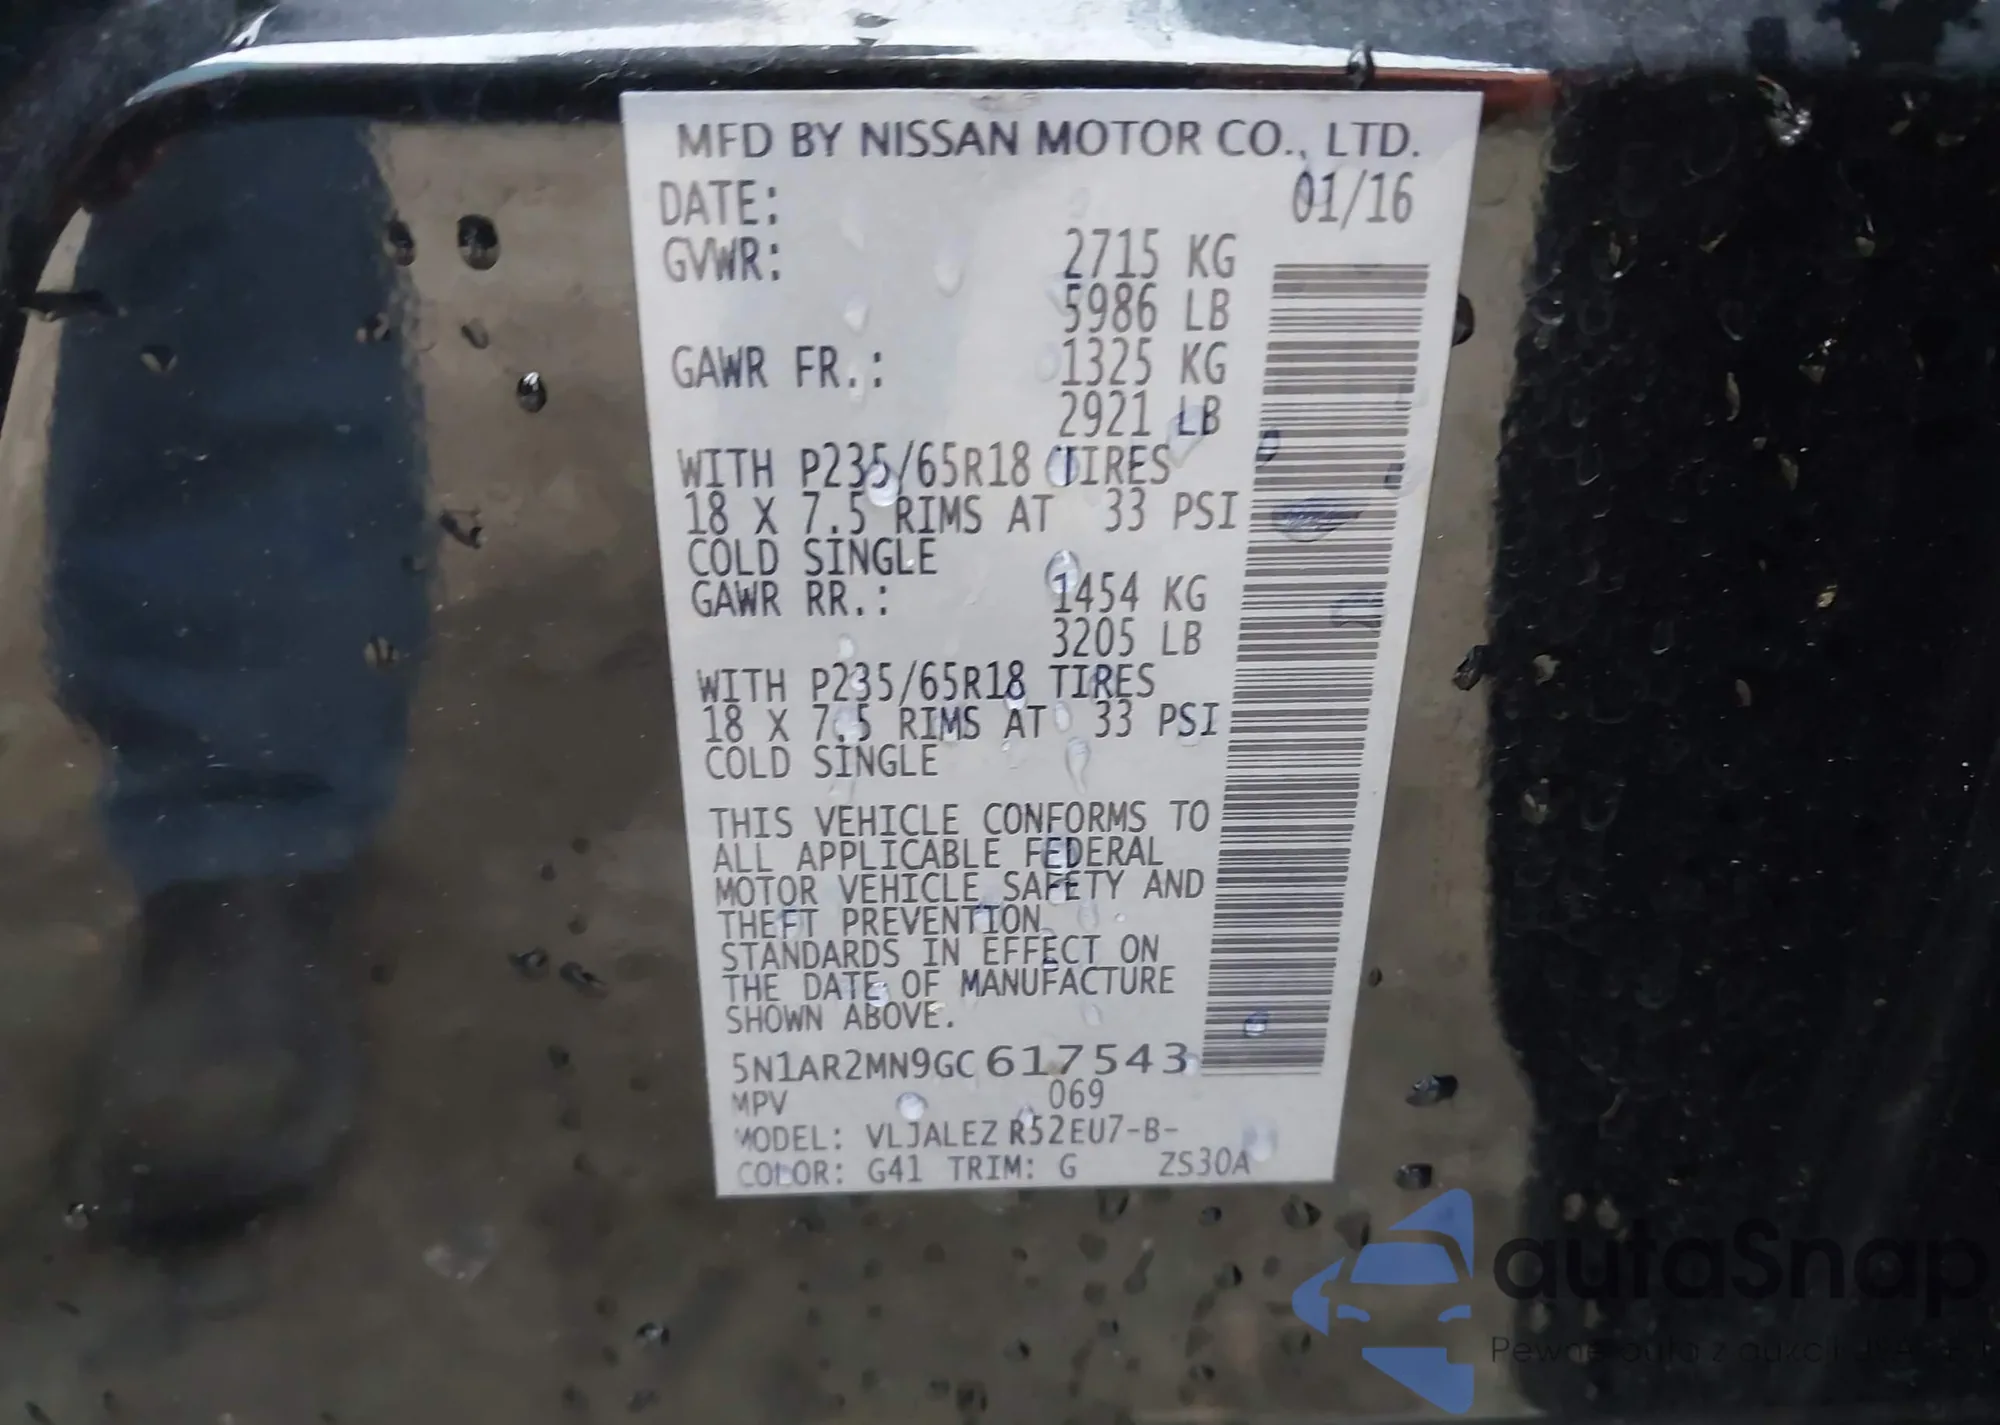 MFD BY NISSAN MOTOR CO., LTD.
DATE: 01/16
GVWR: 2715 KG
5986 LB
GAWR FR.: 1325 KG
2921 LB
WITH P235/65R18 TIRES
18 X 7.5 RIMS AT 33 PSI
COLD SINGLE
GAWR RR.: 1454 KG
3205 LB
WITH P235/65R18 TIRES
18 X 7.5 RIMS AT 33 PSI
COLD SINGLE
THIS VEHICLE CONFORMS TO
ALL APPLICABLE FEDERAL
MOTOR VEHICLE SAFETY AND
THEFT PREVENTION
STANDARDS IN EFFECT ON
THE DATE OF MANUFACTURE
SHOWN ABOVE.
5N1AR2MN9GC617543
MPV 069
MODEL: VLJALEZ R52EU7-B-
COLOR: G41 TRIM: G ZS30A
autaSnap
Pewne auta z aukcji